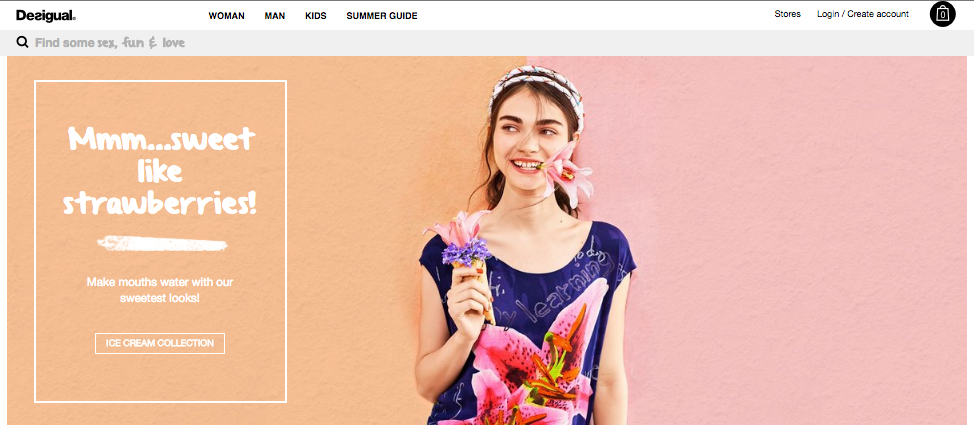 Desigual.
WOMAN MAN KIDS SUMMER GUIDE
Stores Login / Create account 0
Find some sex, fun & love
Mmm...sweet
like
strawberries!
Make mouths water with our
sweetest looks!
ICE CREAM COLLECTION
learning